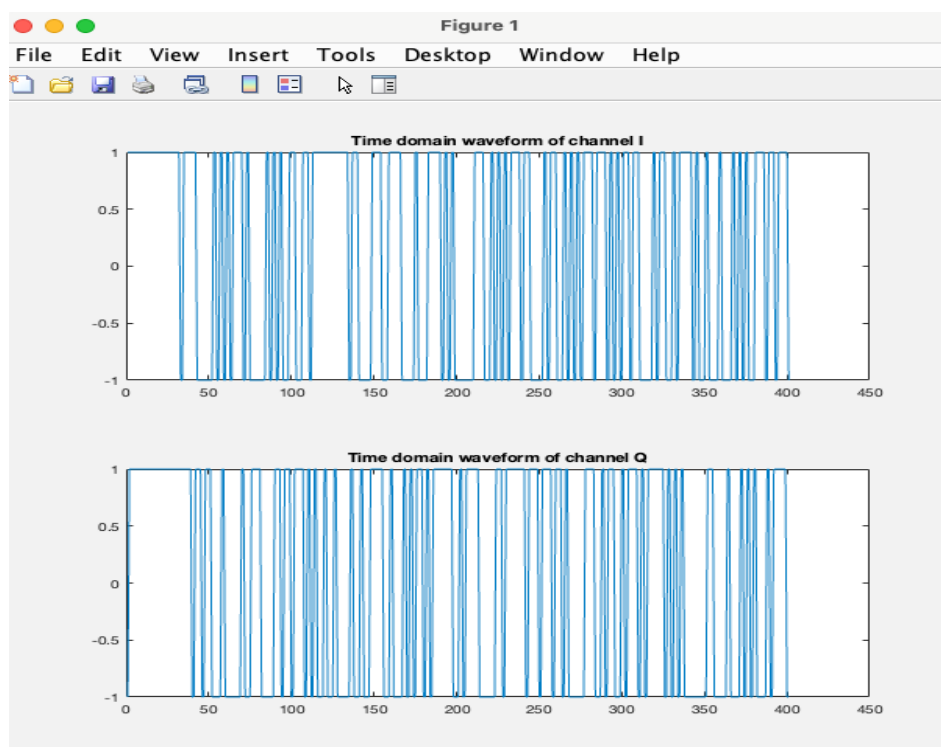 Figure 1
File Edit View Insert Tools Desktop Window Help
Time domain waveform of channel I
1
0.5
0
-0.5
-1
0 50 100 150 200 250 300 350 400 450
Time domain waveform of channel Q
1
0.5
0
-0.5
-1
0 50 100 150 200 250 300 350 400 450